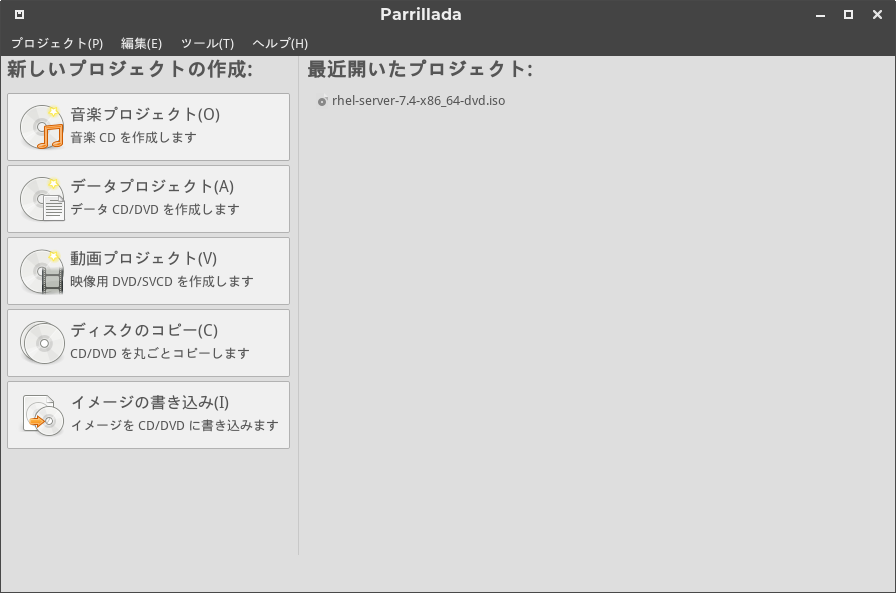 Parrillada
プロジェクト(P) 編集(E) ツール(T) ヘルプ(H)
新しいプロジェクトの作成:
音楽プロジェクト(O)
音楽 CD を作成します
データプロジェクト(A)
データ CD/DVD を作成します
動画プロジェクト(V)
映像用 DVD/SVCD を作成します
ディスクのコピー(C)
CD/DVD を丸ごとコピーします
イメージの書き込み(I)
イメージを CD/DVD に書き込みます
最近開いたプロジェクト:
rhel-server-7.4-x86_64-dvd.iso